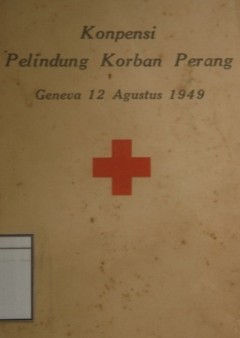 Konpensi
Pelindung Korban Perang
Geneva 12 Agustus 1949